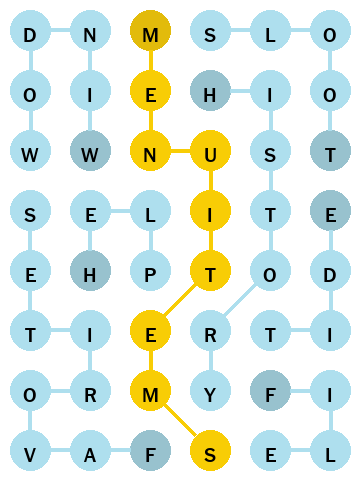 D N M S L O
O I E H I O
W W N U S T
S E L I T E
E H P T O D
T I E R T I
O R M Y F I
V A F S E L